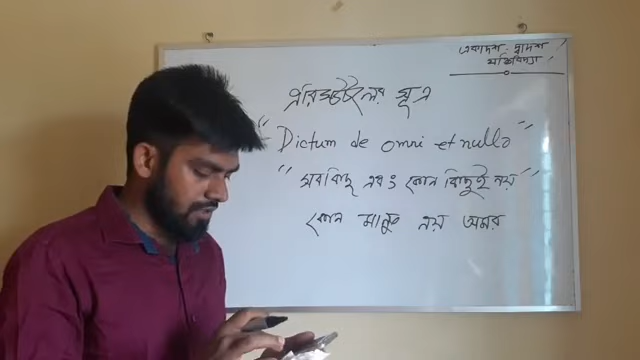 একাদশ - দ্বাদশ
যুক্তিবিদ্যা
এরিস্টটলের সূত্র
"Dictum de omni et nullo"
"সবকিছু এবং কোন কিছুই নয়"
কোন মানুষ নয় অমর